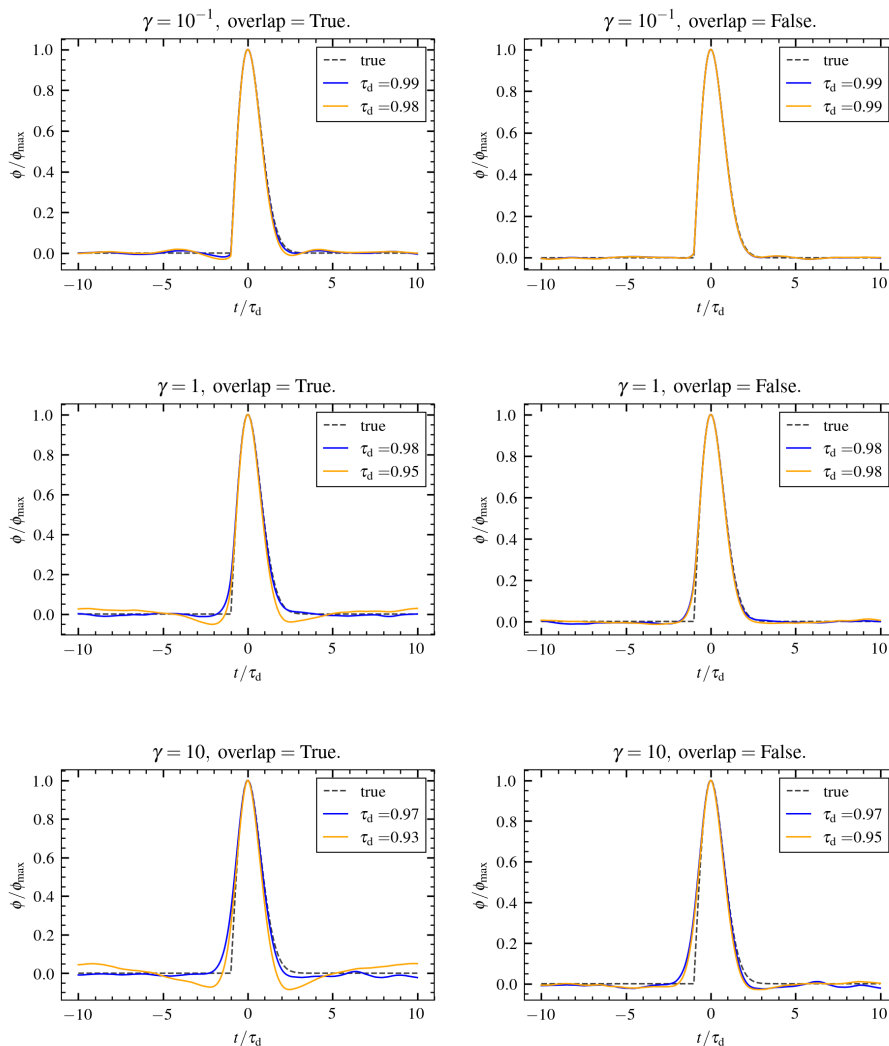 γ = 10⁻¹, overlap = True.
1.0
0.8
0.6
0.4
0.2
0.0
ϕ/ϕmax
true
τd =0.99
τd =0.98
−10
−5
0
5
10
t/τd
γ = 10⁻¹, overlap = False.
1.0
0.8
0.6
0.4
0.2
0.0
ϕ/ϕmax
true
τd =0.99
τd =0.99
−10
−5
0
5
10
t/τd
γ = 1, overlap = True.
1.0
0.8
0.6
0.4
0.2
0.0
ϕ/ϕmax
true
τd =0.98
τd =0.95
−10
−5
0
5
10
t/τd
γ = 1, overlap = False.
1.0
0.8
0.6
0.4
0.2
0.0
ϕ/ϕmax
true
τd =0.98
τd =0.98
−10
−5
0
5
10
t/τd
γ = 10, overlap = True.
1.0
0.8
0.6
0.4
0.2
0.0
ϕ/ϕmax
true
τd =0.97
τd =0.93
−10
−5
0
5
10
t/τd
γ = 10, overlap = False.
1.0
0.8
0.6
0.4
0.2
0.0
ϕ/ϕmax
true
τd =0.97
τd =0.95
−10
−5
0
5
10
t/τd